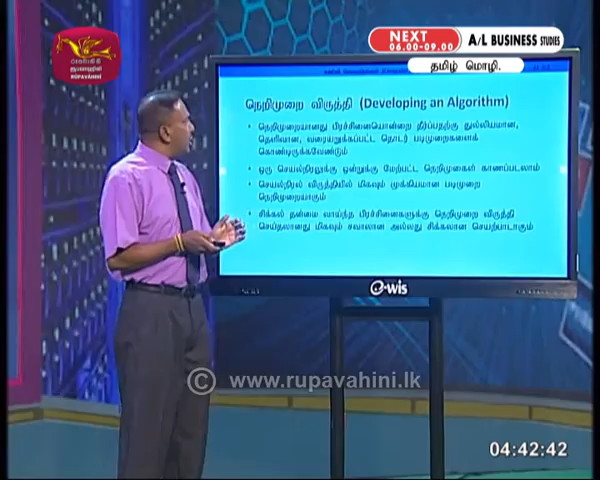 NEXT
06.00-09.00
A/L BUSINESS STUDIES
தமிழ் மொழி
RUPAVAHINI
நெறிமுறை விருத்தி (Developing an Algorithm)
• நெறிமுறையானது பிரச்சினையொன்றை தீர்ப்பதற்கு துல்லியமான,
தெளிவான, வரையறுக்கப்பட்ட தொடர் படிமுறைகளைக்
கொண்டிருக்கவேண்டும்
• ஒரு செயல்நிரலுக்கு ஒன்றுக்கு மேற்பட்ட நெறிமுறைகள் காணப்படலாம்
• செயல்நிரல் விருத்தியில் மிகவும் முக்கியமான படிமுறை
நெறிமுறையாகும்
• சிக்கல் தன்மை வாய்ந்த பிரச்சினைகளுக்கு நெறிமுறை விருத்தி
செய்தலானது மிகவும் சவாலான அல்லது சிக்கலான செயற்பாடாகும்
e-wis
© www.rupavahini.lk
04:42:42